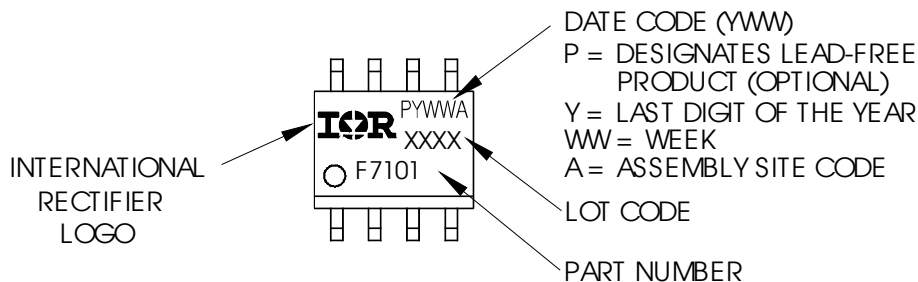 DATE CODE (YWW)
P = DESIGNATES LEAD-FREE
PRODUCT (OPTIONAL)
Y = LAST DIGIT OF THE YEAR
WW = WEEK
A = ASSEMBLY SITE CODE
LOT CODE
PART NUMBER
INTERNATIONAL
RECTIFIER
LOGO
IOR
PYWWA
XXXX
F7101